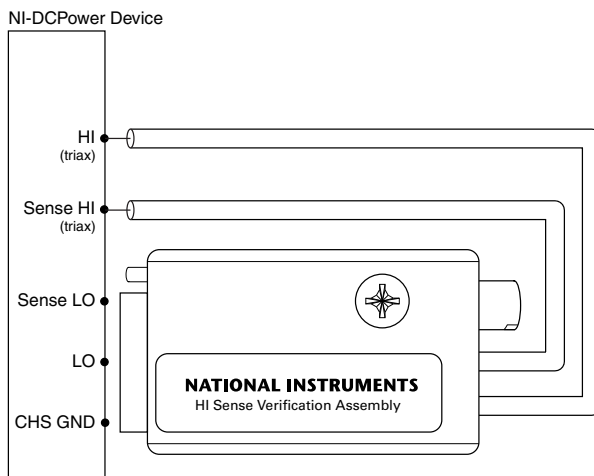 NI-DCPower Device
HI
(triax)
Sense HI
(triax)
Sense LO
LO
CHS GND
NATIONAL INSTRUMENTS
HI Sense Verification Assembly